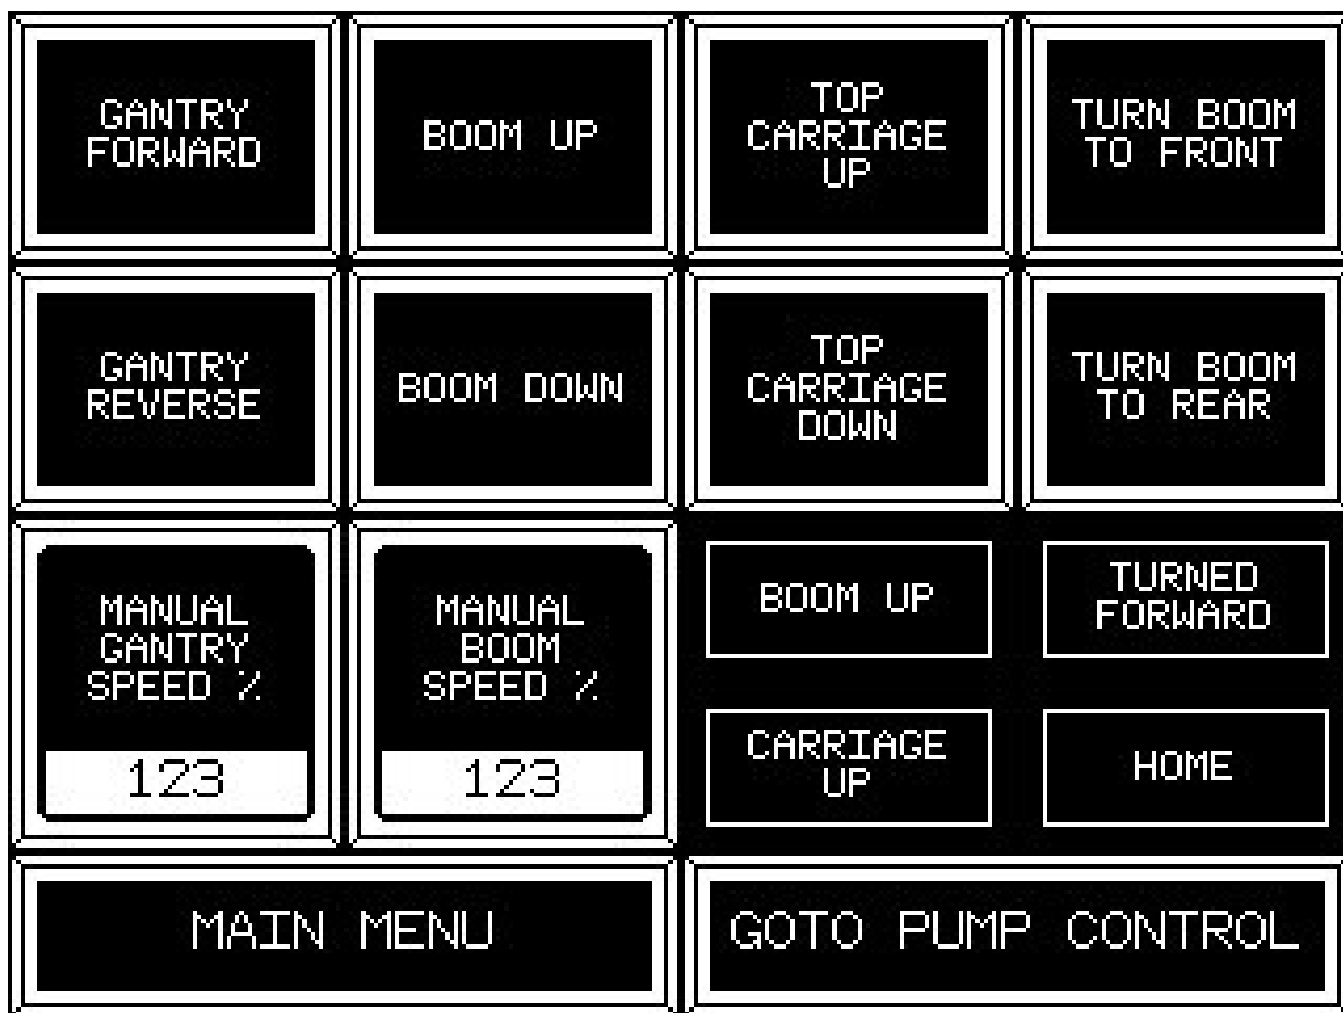 GANTRY
FORWARD
BOOM UP
TOP
CARRIAGE
UP
TURN BOOM
TO FRONT
GANTRY
REVERSE
BOOM DOWN
TOP
CARRIAGE
DOWN
TURN BOOM
TO REAR
MANUAL
GANTRY
SPEED %
123
MANUAL
BOOM
SPEED %
123
BOOM UP
TURNED
FORWARD
CARRIAGE
UP
HOME
MAIN MENU
GOTO PUMP CONTROL